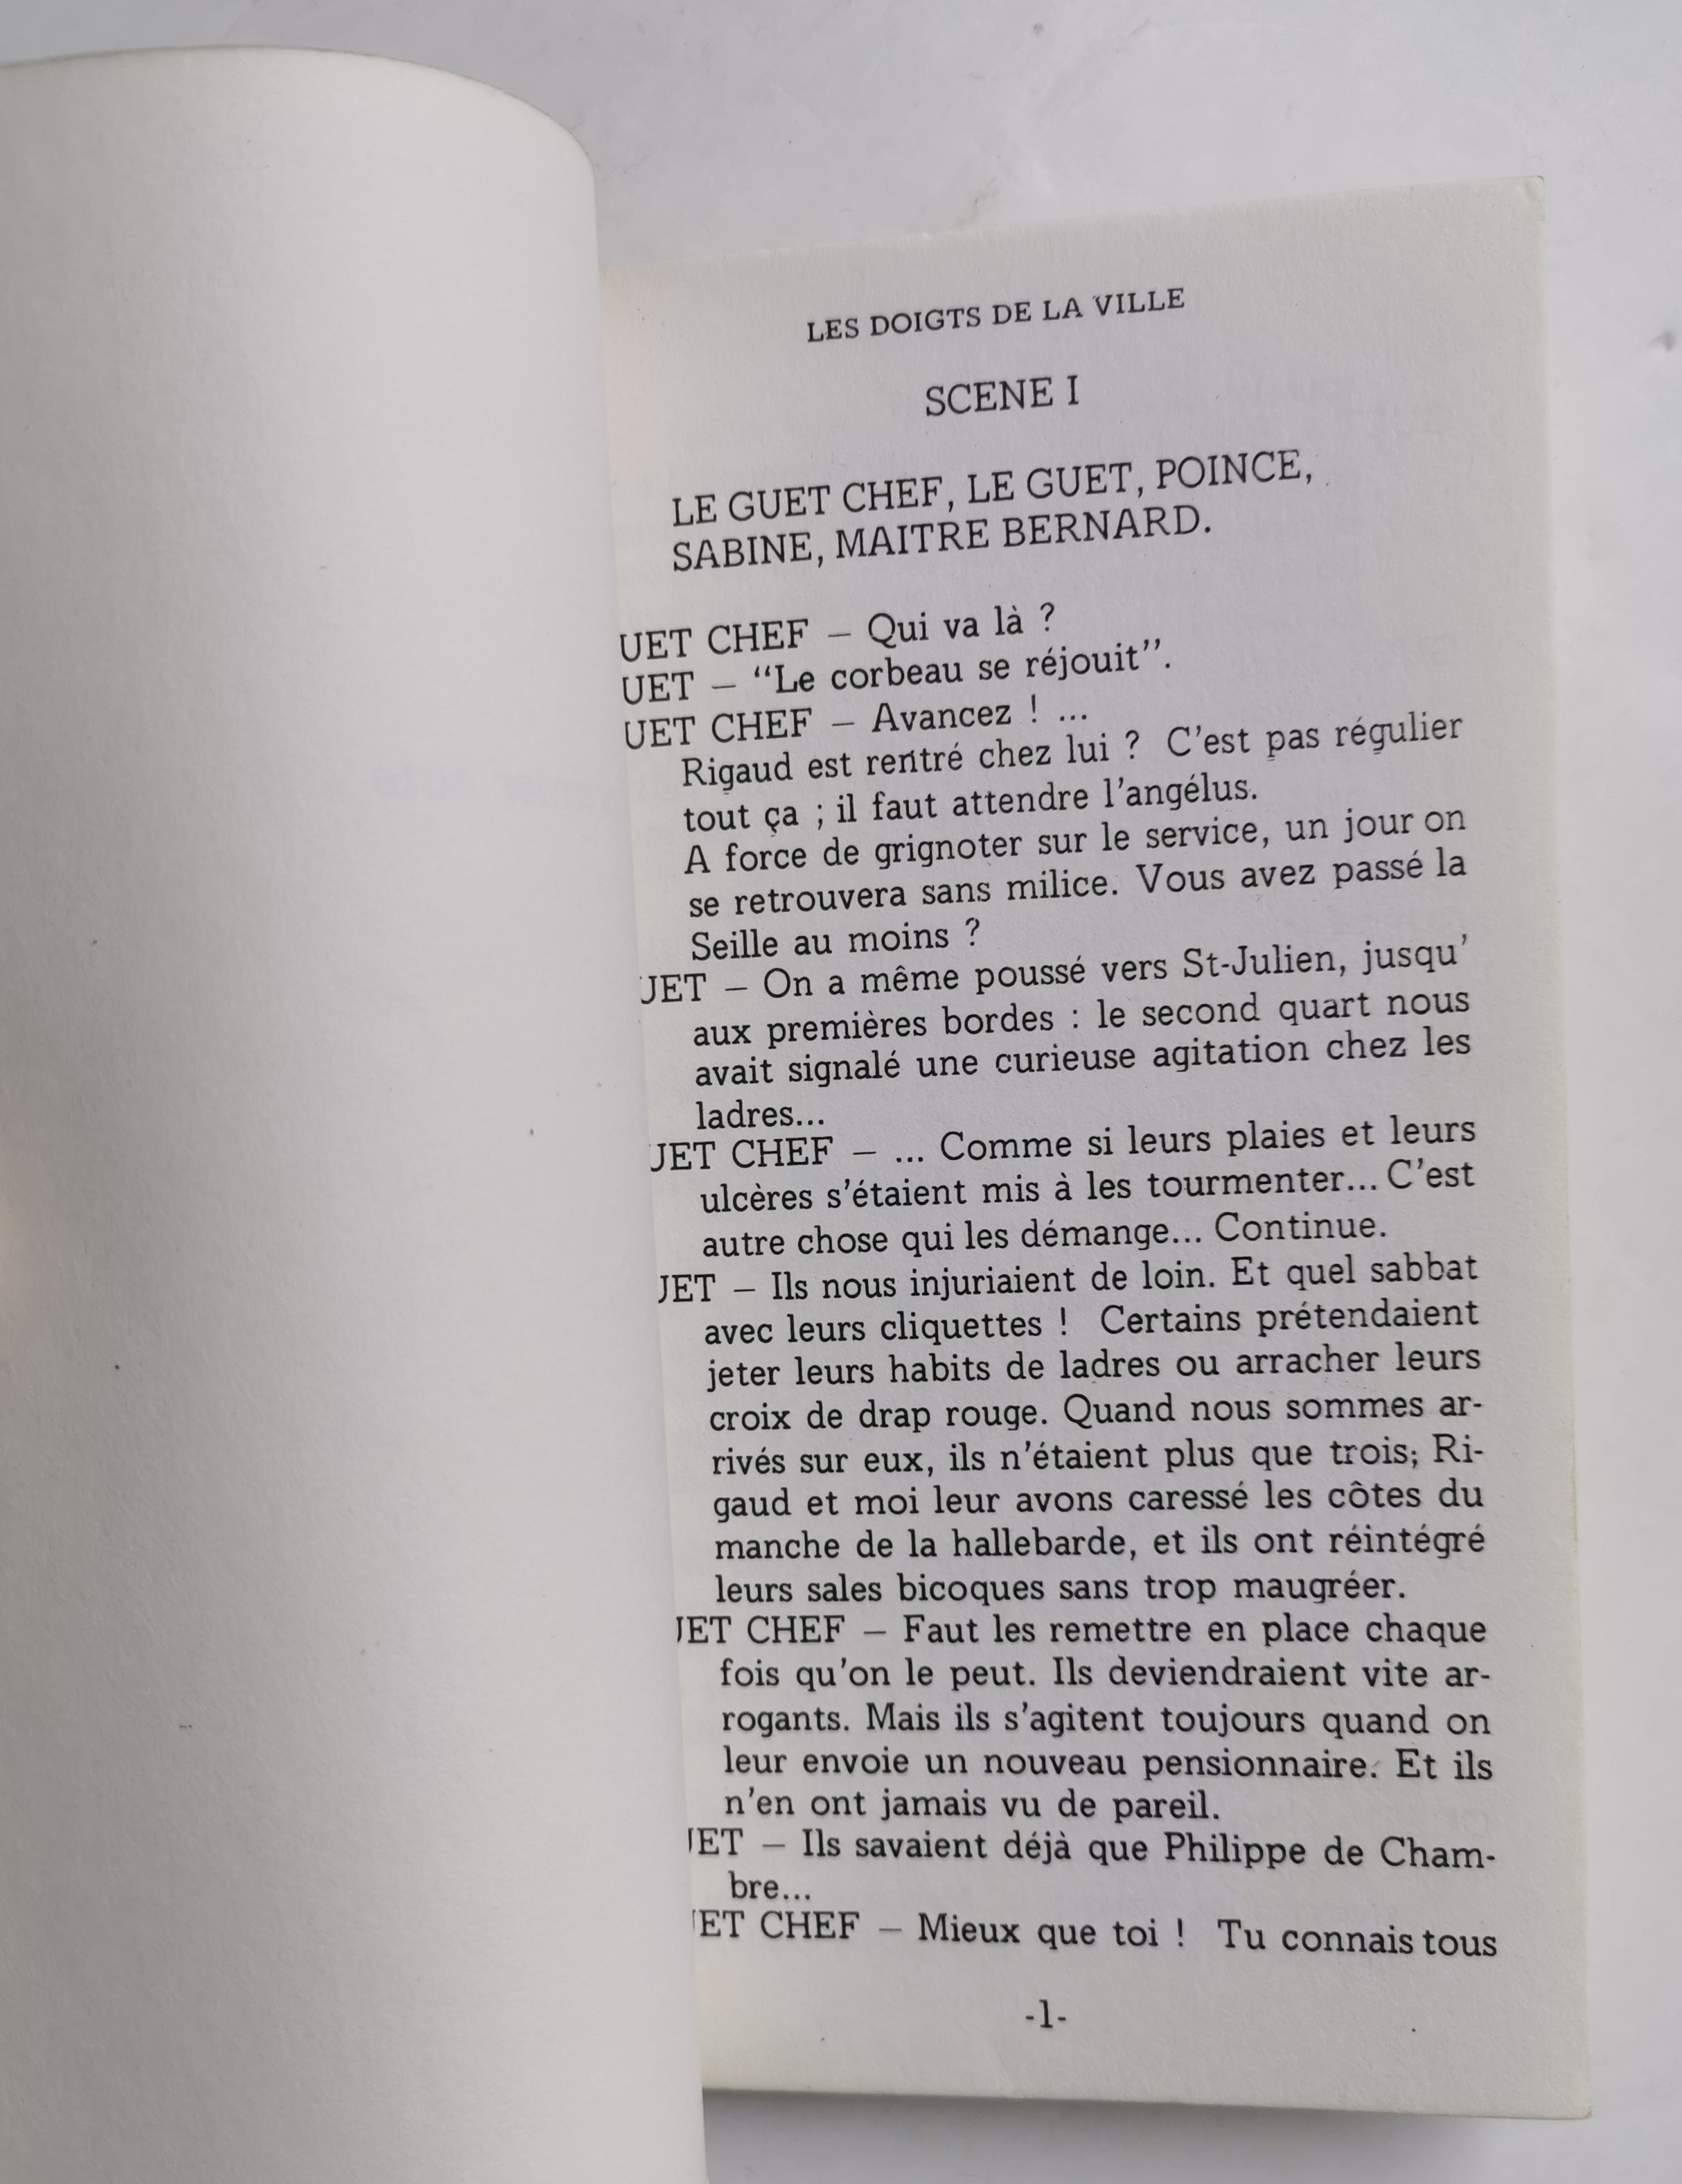 LES DOIGTS DE LA VILLE
SCENE I
LE GUET CHEF, LE GUET, POINCE,
SABINE, MAITRE BERNARD.
UET CHEF – Qui va là ?
UET – “Le corbeau se réjouit”.
UET CHEF – Avancez ! ...
Rigaud est rentré chez lui ? C’est pas régulier
tout ça ; il faut attendre l’angélus.
A force de grignoter sur le service, un jour on
se retrouvera sans milice. Vous avez passé la
Seille au moins ?
UET – On a même poussé vers St-Julien, jusqu’
aux premières bordes : le second quart nous
avait signalé une curieuse agitation chez les
ladres...
UET CHEF – ... Comme si leurs plaies et leurs
ulcères s’étaient mis à les tourmenter... C’est
autre chose qui les démange... Continue.
UET – Ils nous injuriaient de loin. Et quel sabbat
avec leurs cliquettes ! Certains prétendaient
jeter leurs habits de ladres ou arracher leurs
croix de drap rouge. Quand nous sommes ar-
rivés sur eux, ils n’étaient plus que trois; Ri-
gaud et moi leur avons caressé les côtes du
manche de la hallebarde, et ils ont réintégré
leurs sales bicoques sans trop maugréer.
UET CHEF – Faut les remettre en place chaque
fois qu’on le peut. Ils deviendraient vite ar-
rogants. Mais ils s’agitent toujours quand on
leur envoie un nouveau pensionnaire. Et ils
n’en ont jamais vu de pareil.
UET – Ils savaient déjà que Philippe de Cham-
bre...
ET CHEF – Mieux que toi ! Tu connais tous
-1-